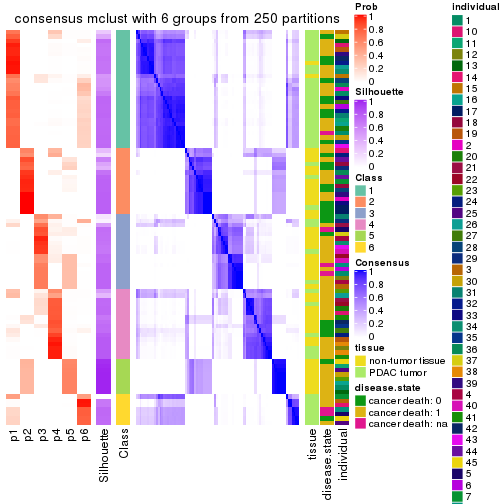 consensus mclust with 6 groups from 250 partitions
p1
p2
p3
p4
p5
p6
Silhouette
Class
tissue
disease.state
individual
Prob
1
0.8
0.6
0.4
0.2
0
Silhouette
1
0.8
0.6
0.4
0.2
0
Class
1
2
3
4
5
6
Consensus
1
0.8
0.6
0.4
0.2
0
tissue
non-tumor tissue
PDAC tumor
disease.state
cancer death: 0
cancer death: 1
cancer death: na
individual
1
10
11
12
13
14
15
16
17
18
19
2
20
21
22
23
24
25
26
27
28
29
3
30
31
32
33
34
35
36
37
38
39
4
40
42
43
44
45
5
6
7